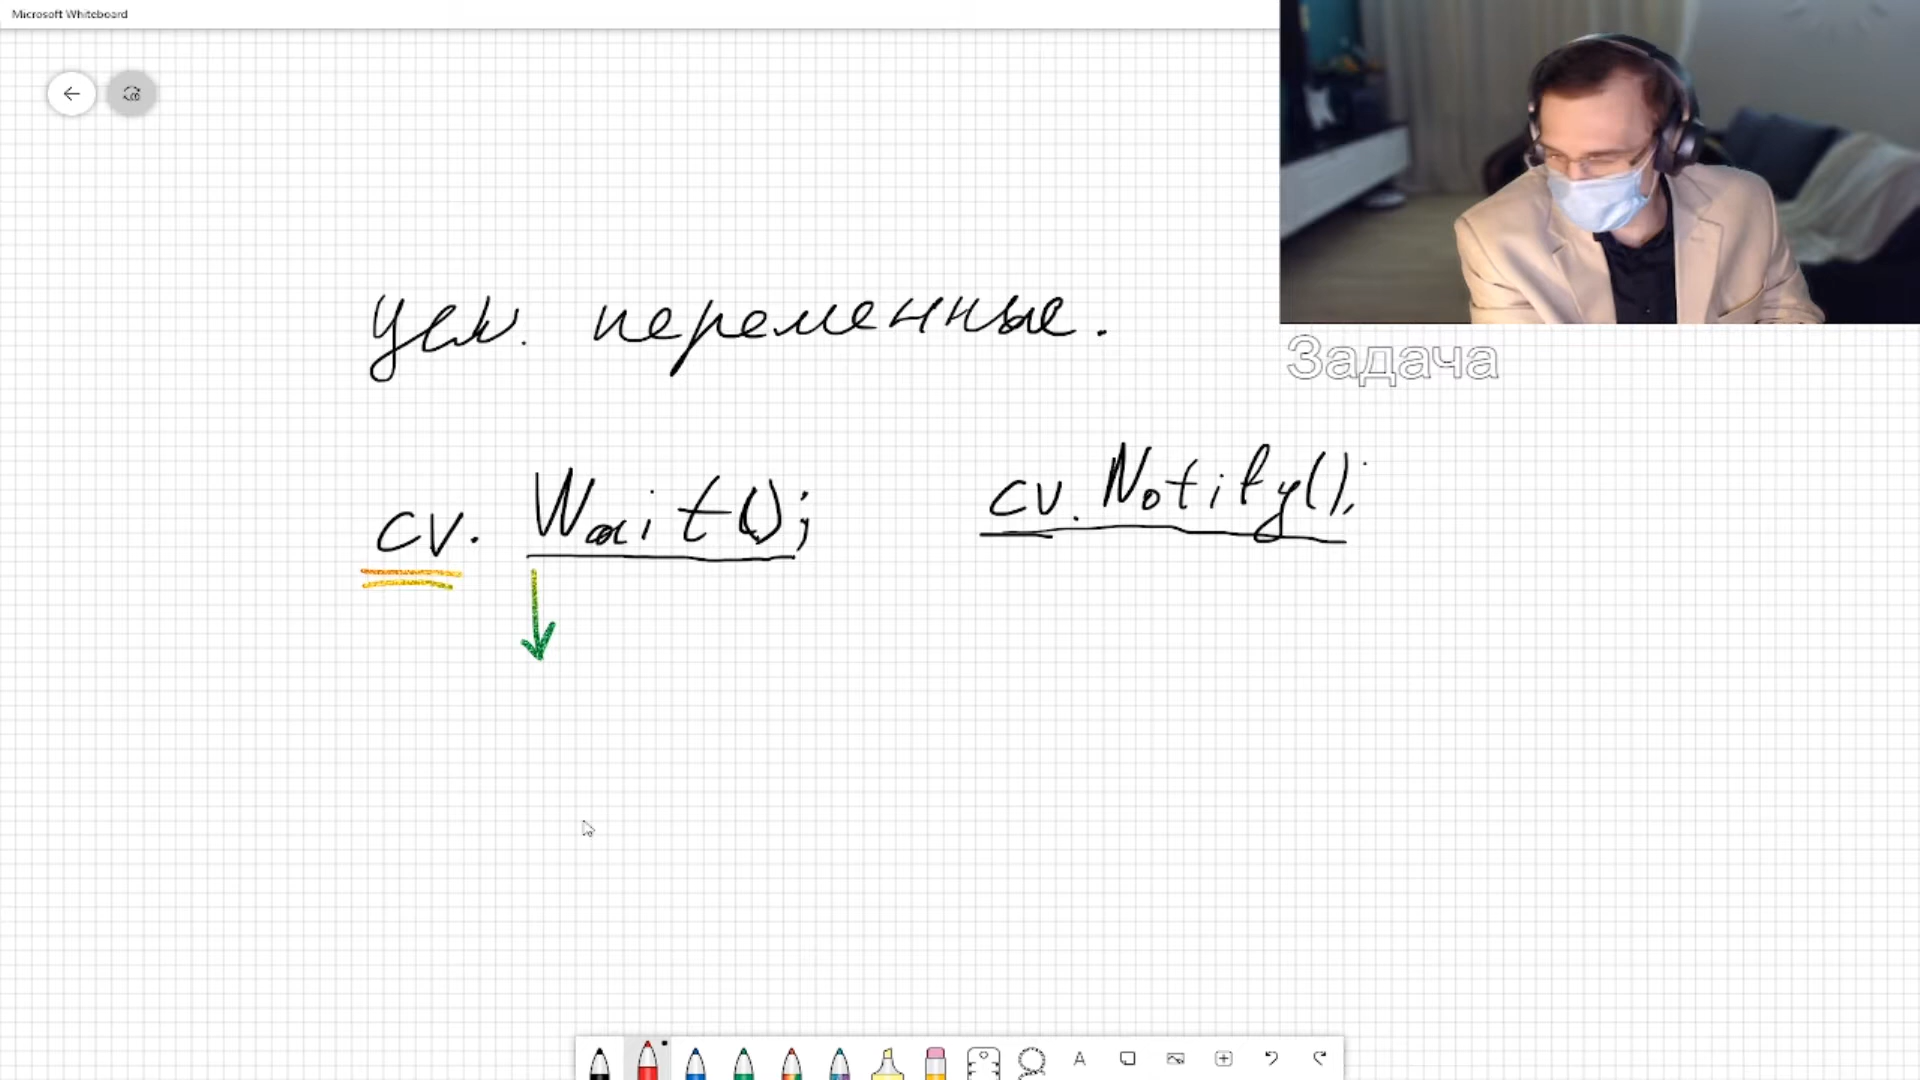 Microsoft Whiteboard
Усл. переменные.
Задача
cv. Wait(); cv. Notify();
A